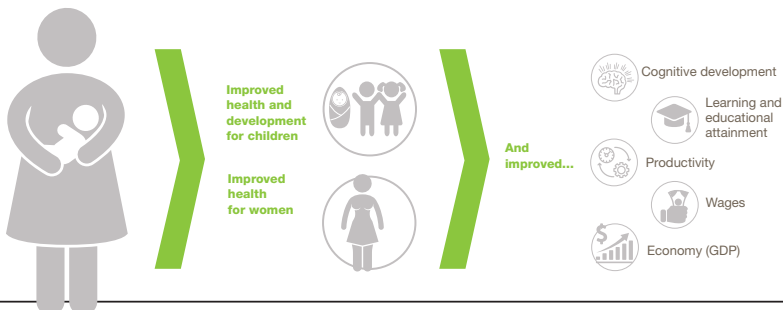 Improved
health and
development
for children
Improved
health
for women
And
improved...
Cognitive development
Learning and
educational
attainment
Productivity
Wages
$
Economy (GDP)